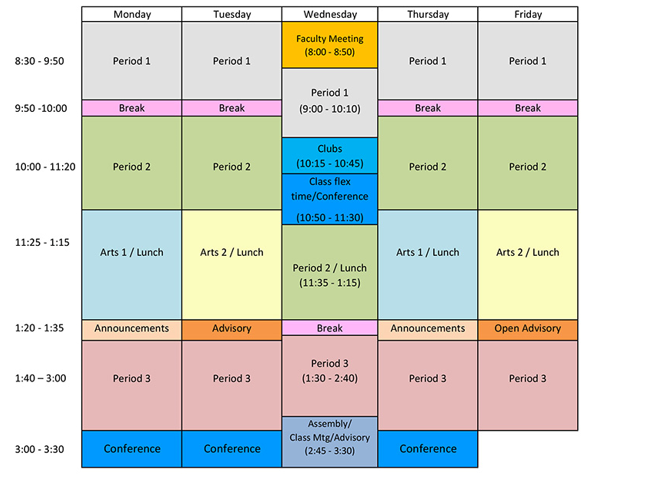 Monday Tuesday Wednesday Thursday Friday
Faculty Meeting
(8:00 - 8:50)
8:30 - 9:50 Period 1 Period 1 Period 1 Period 1
Period 1
(9:00 - 10:10)
9:50 -10:00 Break Break Break Break
Clubs
(10:15 - 10:45)
10:00 - 11:20 Period 2 Period 2 Period 2 Period 2
Class flex
time/Conference
(10:50 - 11:30)
11:25 - 1:15 Arts 1 / Lunch Arts 2 / Lunch Arts 1 / Lunch Arts 2 / Lunch
Period 2 / Lunch
(11:35 - 1:15)
1:20 - 1:35 Announcements Advisory Break Announcements Open Advisory
Period 3
(1:30 - 2:40)
1:40 – 3:00 Period 3 Period 3 Period 3 Period 3
Assembly/
Class Mtg/Advisory
(2:45 - 3:30)
3:00 - 3:30 Conference Conference Conference